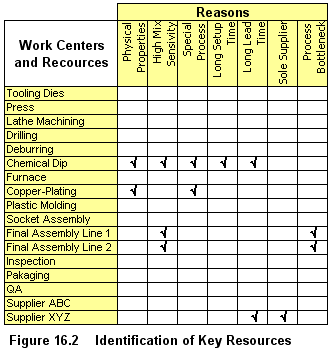 Reasons
Work Centers
and Recources
Physical
Properties
High Mix
Sensivity
Special
Process
Long Setup
Time
Long Lead
Time
Sole Supplier
Process
Bottleneck
Tooling Dies
Press
Lathe Machining
Drilling
Deburring
Chemical Dip
Furnace
Copper-Plating
Plastic Molding
Socket Assembly
Final Assembly Line 1
Final Assembly Line 2
Inspection
Pakaging
QA
Supplier ABC
Supplier XYZ
Figure 16.2 Identification of Key Resources